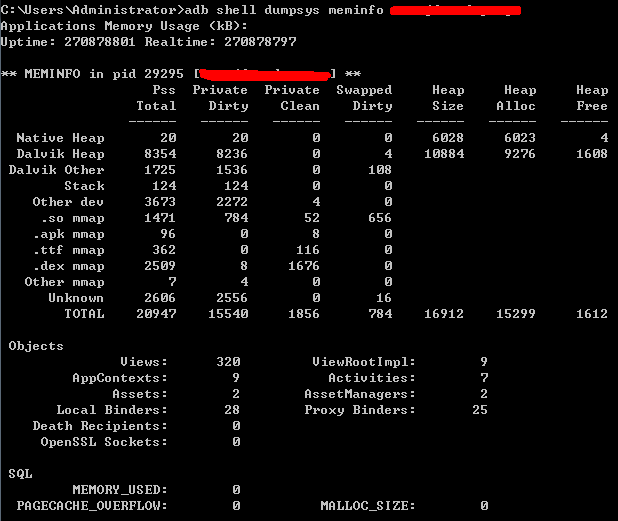 C:\Users\Administrator>adb shell dumpsys meminfo
Applications Memory Usage (kB):
Uptime: 270878801 Realtime: 270878797
** MEMINFO in pid 29295 [ ] **
Pss Private Private Swapped Heap Heap Heap
Total Dirty Clean Dirty Size Alloc Free
------ ------ ------ ------ ------ ------ ------
Native Heap 20 20 0 0 6028 6023 4
Dalvik Heap 8354 8236 0 4 10884 9276 1608
Dalvik Other 1725 1536 0 108
Stack 124 124 0 0
Other dev 3673 2272 4 0
.so mmap 1471 784 52 656
.apk mmap 96 0 8 0
.ttf mmap 362 0 116 0
.dex mmap 2509 8 1676 0
Other mmap 7 4 0 0
Unknown 2606 2556 0 16
TOTAL 20947 15540 1856 784 16912 15299 1612
Objects
Views: 320 ViewRootImpl: 9
AppContexts: 9 Activities: 7
Assets: 2 AssetManagers: 2
Local Binders: 28 Proxy Binders: 25
Death Recipients: 0
OpenSSL Sockets: 0
SQL
MEMORY_USED: 0
PAGECACHE_OVERFLOW: 0 MALLOC_SIZE: 0